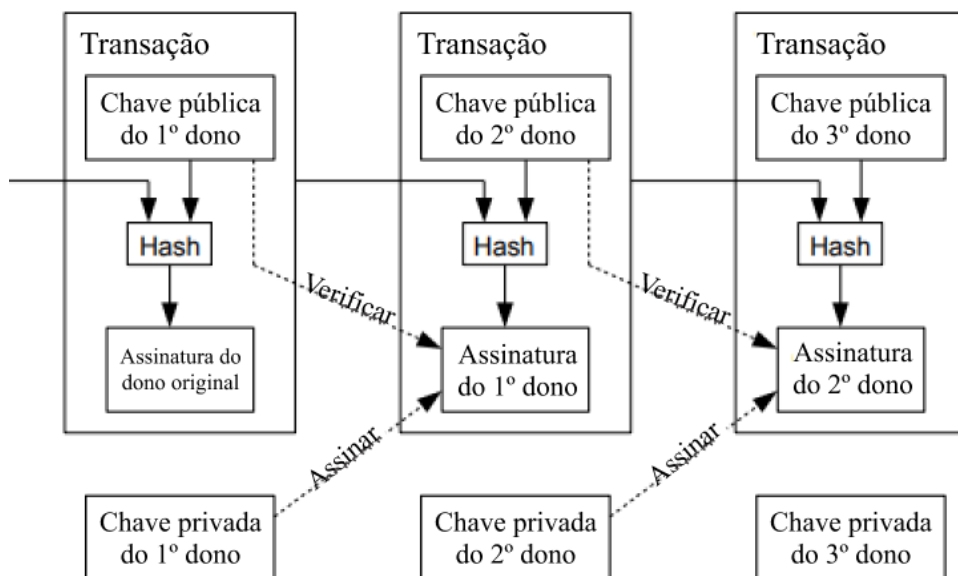 Transação
Chave pública
do 1º dono
Hash
Assinatura do
dono original
Verificar
Assinar
Chave privada
do 1º dono
Transação
Chave pública
do 2º dono
Hash
Assinatura
do 1º dono
Verificar
Assinar
Chave privada
do 2º dono
Transação
Chave pública
do 3º dono
Hash
Assinatura
do 2º dono
Chave privada
do 3º dono